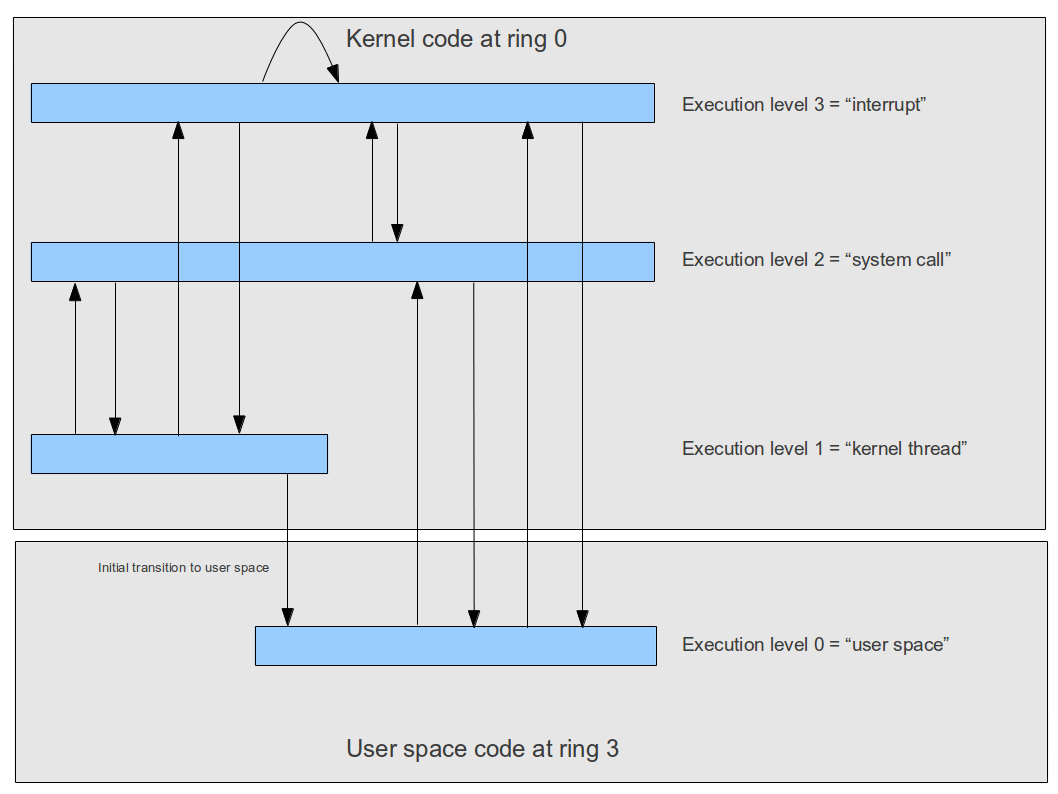 Kernel code at ring 0
Execution level 3 = “interrupt”
Execution level 2 = “system call”
Execution level 1 = “kernel thread”
Initial transition to user space
Execution level 0 = “user space”
User space code at ring 3